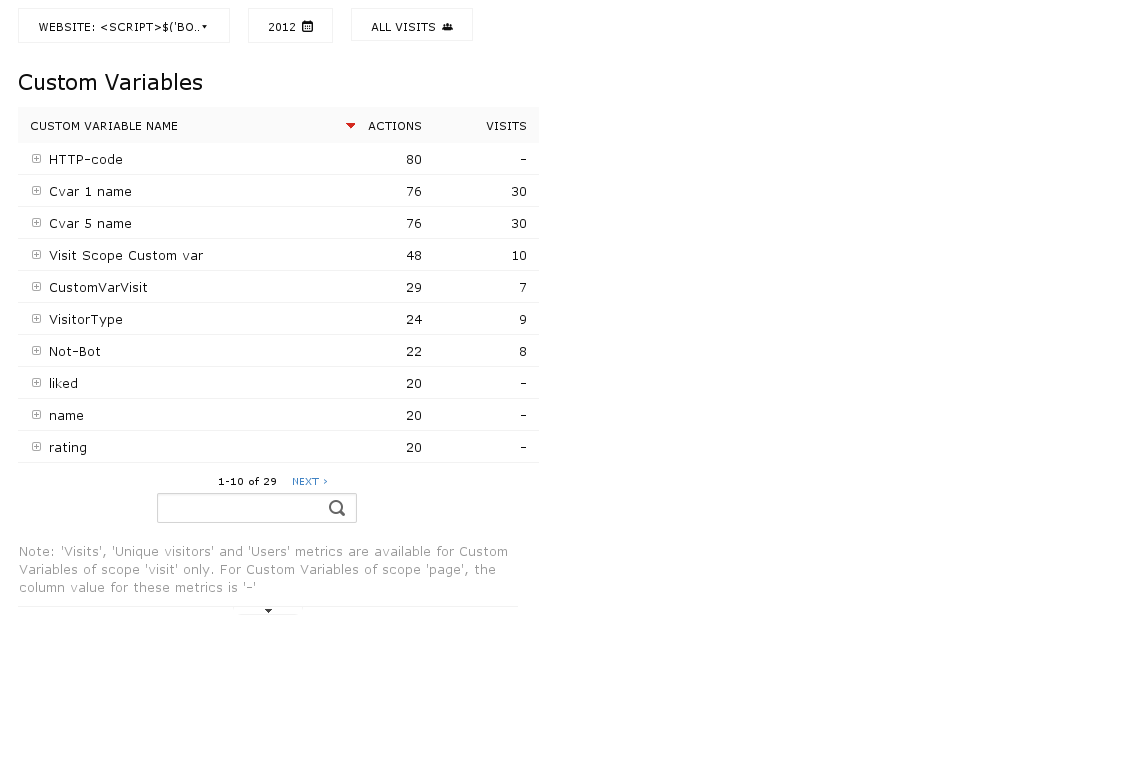 WEBSITE: <SCRIPT>$('BO.. 2012 ALL VISITS
Custom Variables
CUSTOM VARIABLE NAME ACTIONS VISITS
HTTP-code 80 -
Cvar 1 name 76 30
Cvar 5 name 76 30
Visit Scope Custom var 48 10
CustomVarVisit 29 7
VisitorType 24 9
Not-Bot 22 8
liked 20 -
name 20 -
rating 20 -
1-10 of 29 NEXT ›
Note: 'Visits', 'Unique visitors' and 'Users' metrics are available for Custom
Variables of scope 'visit' only. For Custom Variables of scope 'page', the
column value for these metrics is '-'